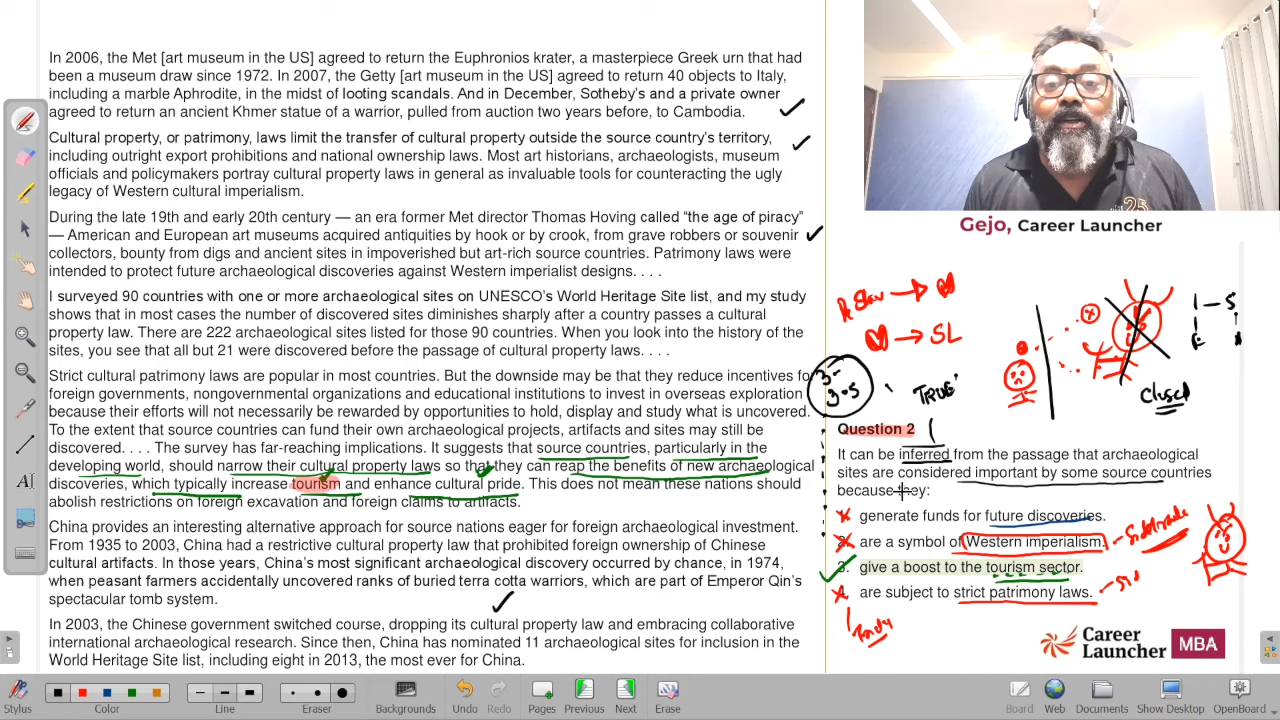 In 2006, the Met [art museum in the US] agreed to return the Euphronios krater, a masterpiece Greek urn that had
been a museum draw since 1972. In 2007, the Getty [art museum in the US] agreed to return 40 objects to Italy,
including a marble Aphrodite, in the midst of looting scandals. And in December, Sotheby's and a private owner
agreed to return an ancient Khmer statue of a warrior, pulled from auction two years before, to Cambodia.
Cultural property, or patrimony, laws limit the transfer of cultural property outside the source country's territory,
including outright export prohibitions and national ownership laws. Most art historians, archaeologists, museum
officials and policymakers portray cultural property laws in general as invaluable tools for counteracting the ugly
legacy of Western cultural imperialism.
During the late 19th and early 20th century — an era former Met director Thomas Hoving called "the age of piracy"
— American and European art museums acquired antiquities by hook or by crook, from grave robbers or souvenir
collectors, bounty from digs and ancient sites in impoverished but art-rich source countries. Patrimony laws were
intended to protect future archaeological discoveries against Western imperialist designs. . . .
I surveyed 90 countries with one or more archaeological sites on UNESCO's World Heritage Site list, and my study
shows that in most cases the number of discovered sites diminishes sharply after a country passes a cultural
property law. There are 222 archaeological sites listed for those 90 countries. When you look into the history of the
sites, you see that all but 21 were discovered before the passage of cultural property laws. . . .
Strict cultural patrimony laws are popular in most countries. But the downside may be that they reduce incentives for
foreign governments, nongovernmental organizations and educational institutions to invest in overseas exploration
because their efforts will not necessarily be rewarded by opportunities to hold, display and study what is uncovered.
To the extent that source countries can fund their own archaeological projects, artifacts and sites may still be
discovered. . . . The survey has far-reaching implications. It suggests that source countries, particularly in the
developing world, should narrow their cultural property laws so that they can reap the benefits of new archaeological
discoveries, which typically increase tourism and enhance cultural pride. This does not mean these nations should
abolish restrictions on foreign excavation and foreign claims to artifacts.
China provides an interesting alternative approach for source nations eager for foreign archaeological investment.
From 1935 to 2003, China had a restrictive cultural property law that prohibited foreign ownership of Chinese
cultural artifacts. In those years, China's most significant archaeological discovery occurred by chance, in 1974,
when peasant farmers accidentally uncovered ranks of buried terra cotta warriors, which are part of Emperor Qin's
spectacular tomb system.
In 2003, the Chinese government switched course, dropping its cultural property law and embracing collaborative
international archaeological research. Since then, China has nominated 11 archaeological sites for inclusion in the
World Heritage Site list, including eight in 2013, the most ever for China.
25
Gejo, Career Launcher
SL
1 – S
TRUE
Closed
Question 2
It can be inferred from the passage that archaeological
sites are considered important by some source countries
because they:
generate funds for future discoveries.
2. are a symbol of Western imperialism.
3. give a boost to the tourism sector.
4. are subject to strict patrimony laws.
Career
Launcher
MBA
Stylus
Color
Line
Eraser
Backgrounds
Undo
Redo
Pages
Previous
Next
Erase
Board
Web
Documents
Show Desktop
OpenBoard